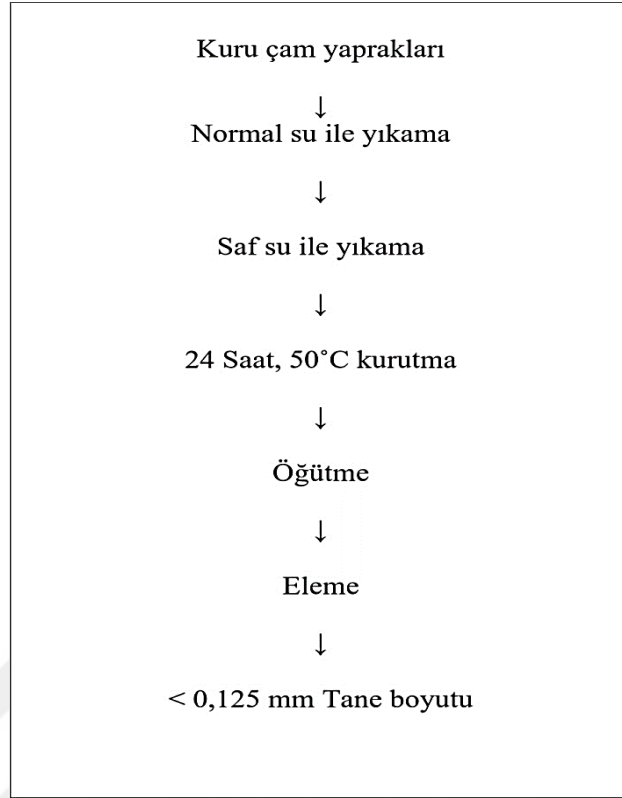 Kuru çam yaprakları
↓
Normal su ile yıkama
↓
Saf su ile yıkama
↓
24 Saat, 50˚C kurutma
↓
Öğütme
↓
Eleme
↓
< 0,125 mm Tane boyutu